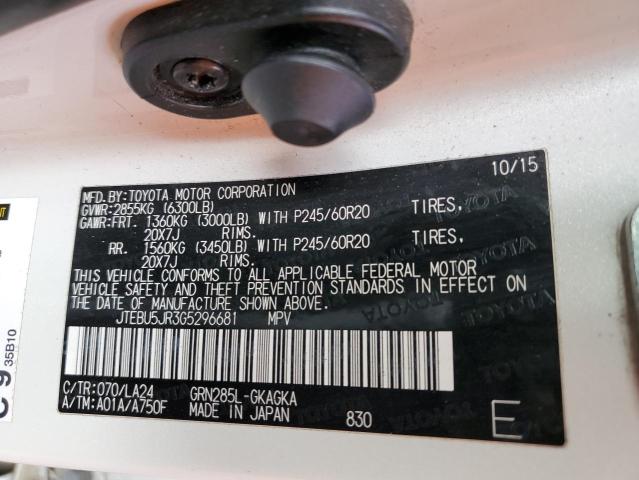 10/15
MFD.BY:TOYOTA MOTOR CORPORATION
GVWR:2855KG (6300LB)
GAWR:FRT. 1360KG (3000LB) WITH P245/60R20 TIRES,
20X7J RIMS.
RR. 1560KG (3450LB) WITH P245/60R20 TIRES,
20X7J RIMS.
THIS VEHICLE CONFORMS TO ALL APPLICABLE FEDERAL MOTOR
VEHICLE SAFETY AND THEFT PREVENTION STANDARDS IN EFFECT ON
THE DATE OF MANUFACTURE SHOWN ABOVE.
JTEBU5JR3G5296681 MPV
C/TR:070/LA24 GRN285L-GKAGKA
A/TM:A01A/A750F MADE IN JAPAN 830 E
35B10
C 9